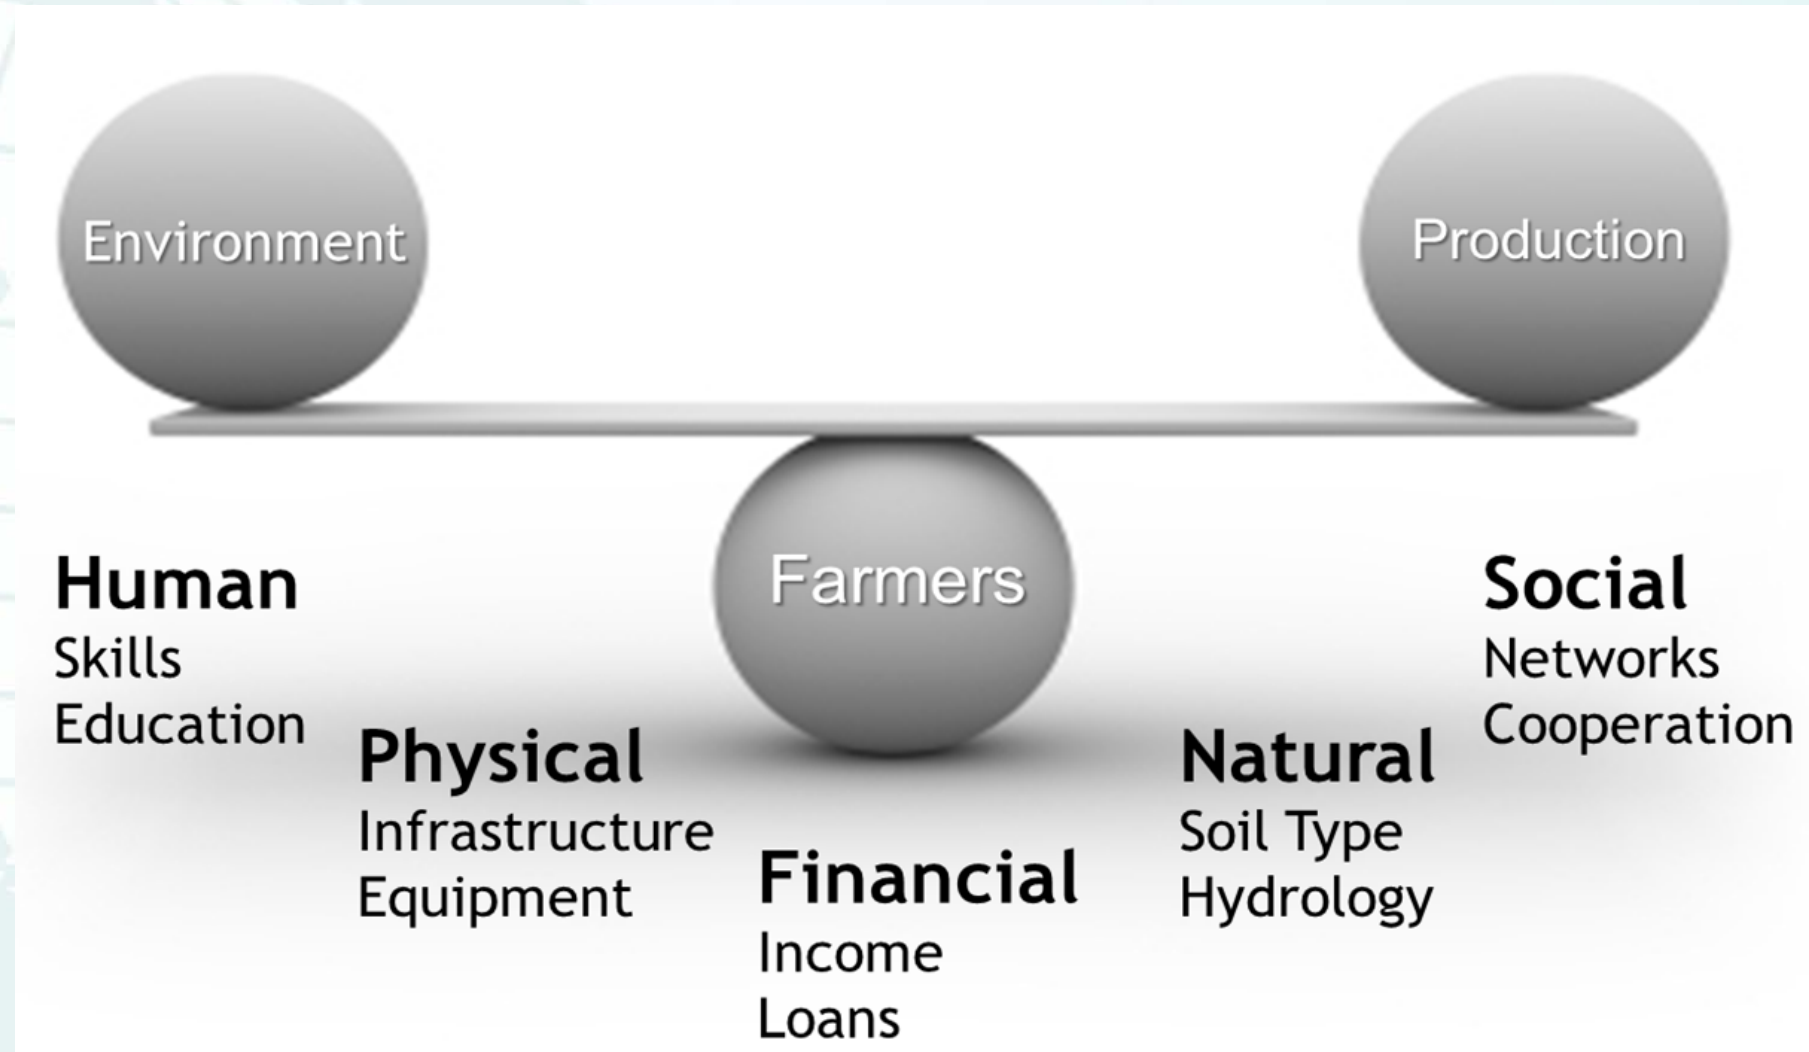 Environment
Production
Farmers
Human
Skills
Education
Physical
Infrastructure
Equipment
Financial
Income
Loans
Natural
Soil Type
Hydrology
Social
Networks
Cooperation